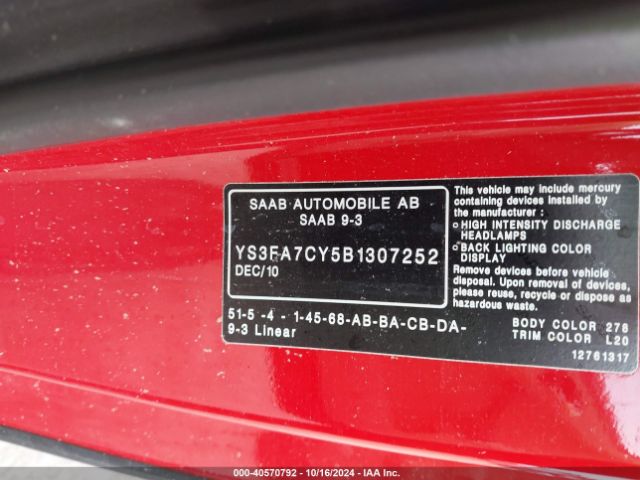 SAAB AUTOMOBILE AB
SAAB 9-3
YS3FA7CY5B1307252
DEC/10
51-5 -4 - 1-45-68-AB-BA-CB-DA-
9-3 Linear
This vehicle may include mercury
containing devices installed by
the manufacturer :
HIGH INTENSITY DISCHARGE
HEADLAMPS
BACK LIGHTING COLOR
DISPLAY
Remove devices before vehicle
disposal. Upon removal of devices,
please reuse, recycle or dispose as
hazardous waste.
BODY COLOR 278
TRIM COLOR L20
12761317
000-40570792 - 10/16/2024 - IAA Inc.